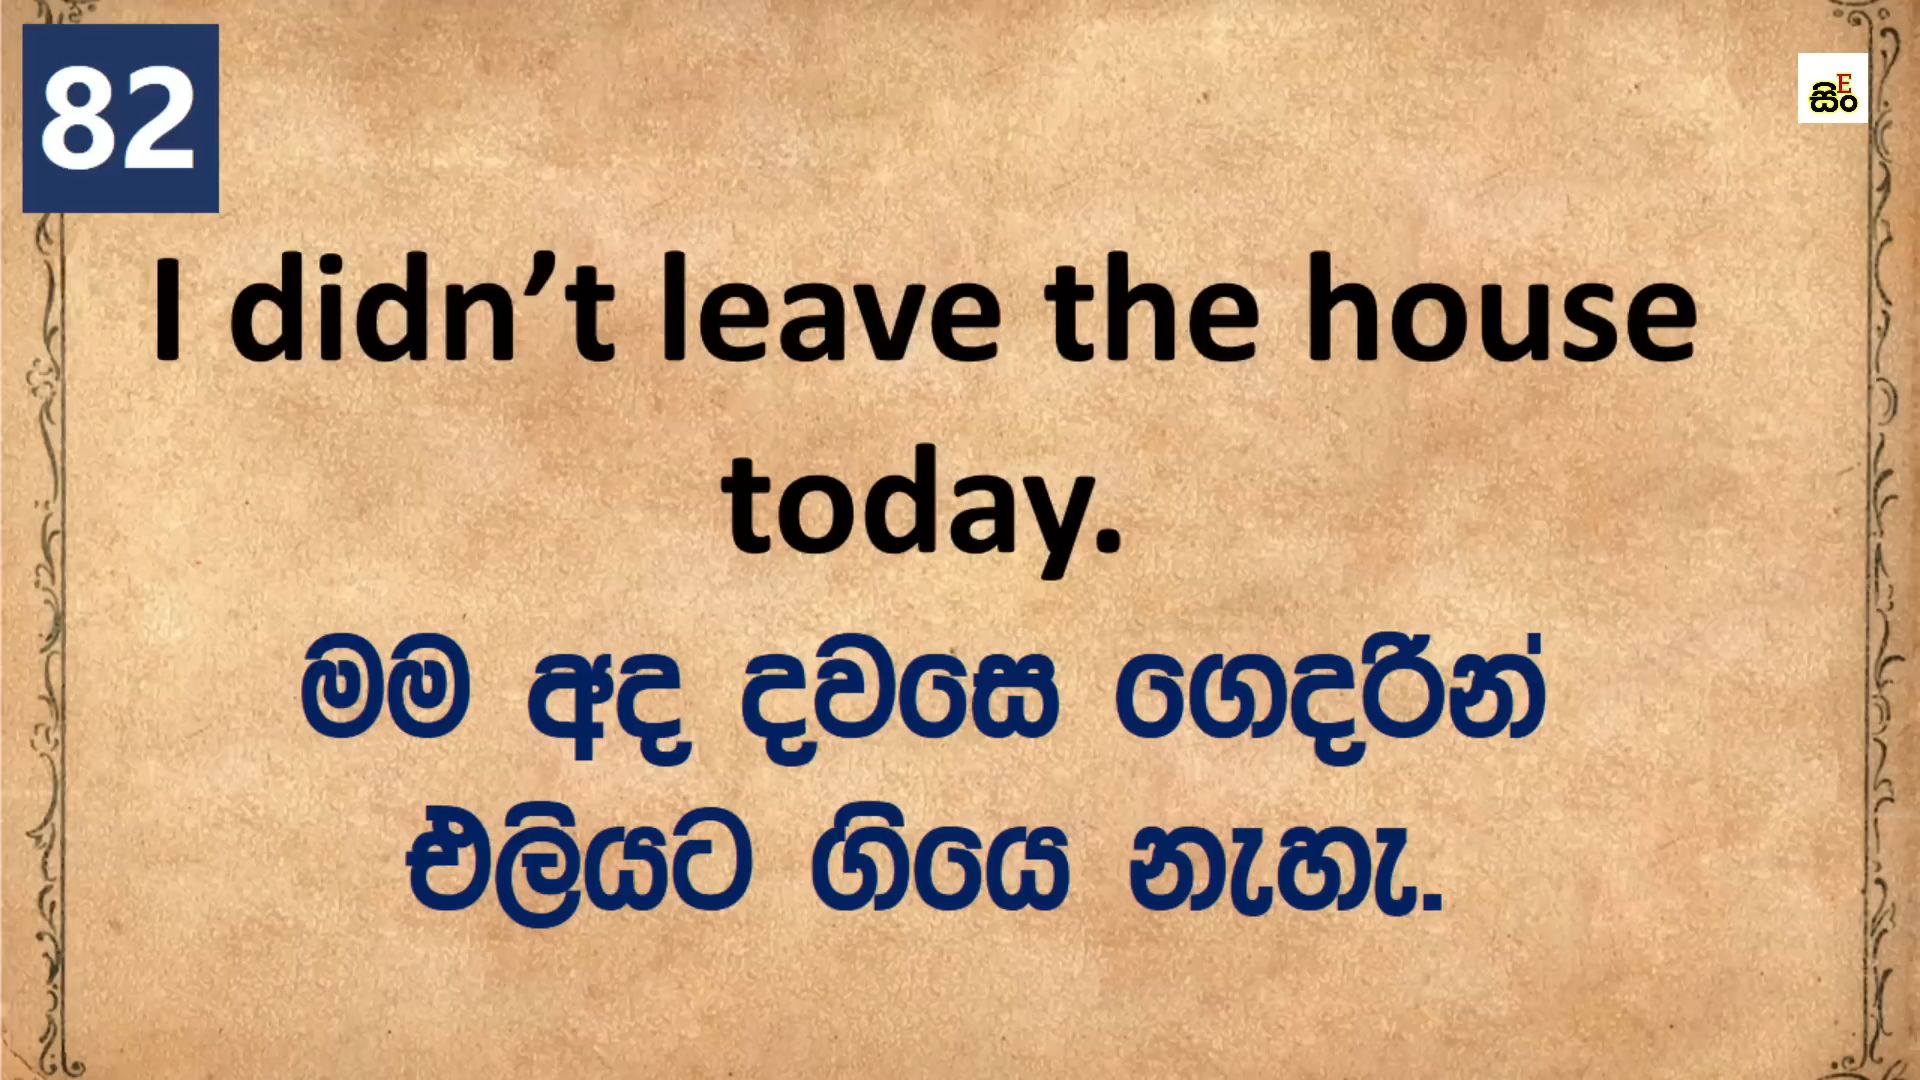 82
E
සිං
I didn’t leave the house
today.
මම අද දවසෙ ගෙදරින්
එලියට ගියෙ නැහැ.